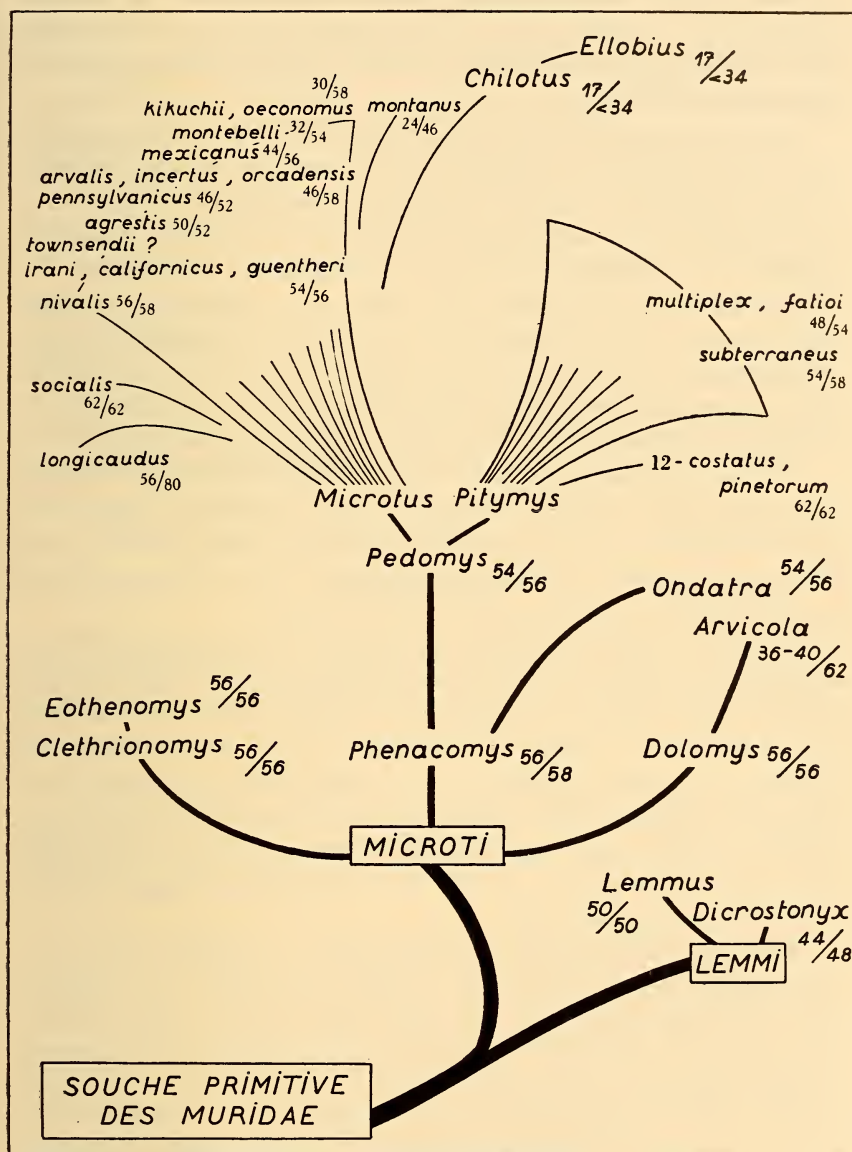 Ellobius 17/<34
Chilotus 17/<34
30/58
kikuchii, oeconomus
montebelli 32/54
mexicanus 44/56
arvalis, incertus, orcadensis
46/58
pennsylvanicus 46/52
agrestis 50/52
townsendii ?
irani, californicus, guentheri
54/56
nivalis 56/58
montanus
24/46
socialis
62/62
longicaudus
56/80
multiplex, fatioi
48/54
subterraneus
54/58
12-costatus,
pinetorum
62/62
Microtus Pitymys
Pedomys 54/56
Ondatra 54/56
Arvicola
36-40/62
Eothenomys 56/56
Clethrionomys 56/56
Phenacomys 56/58
Dolomys 56/56
MICROTI
Lemmus
50/50
Dicrostonyx
44/48
LEMMI
SOUCHE PRIMITIVE
DES MURIDAE